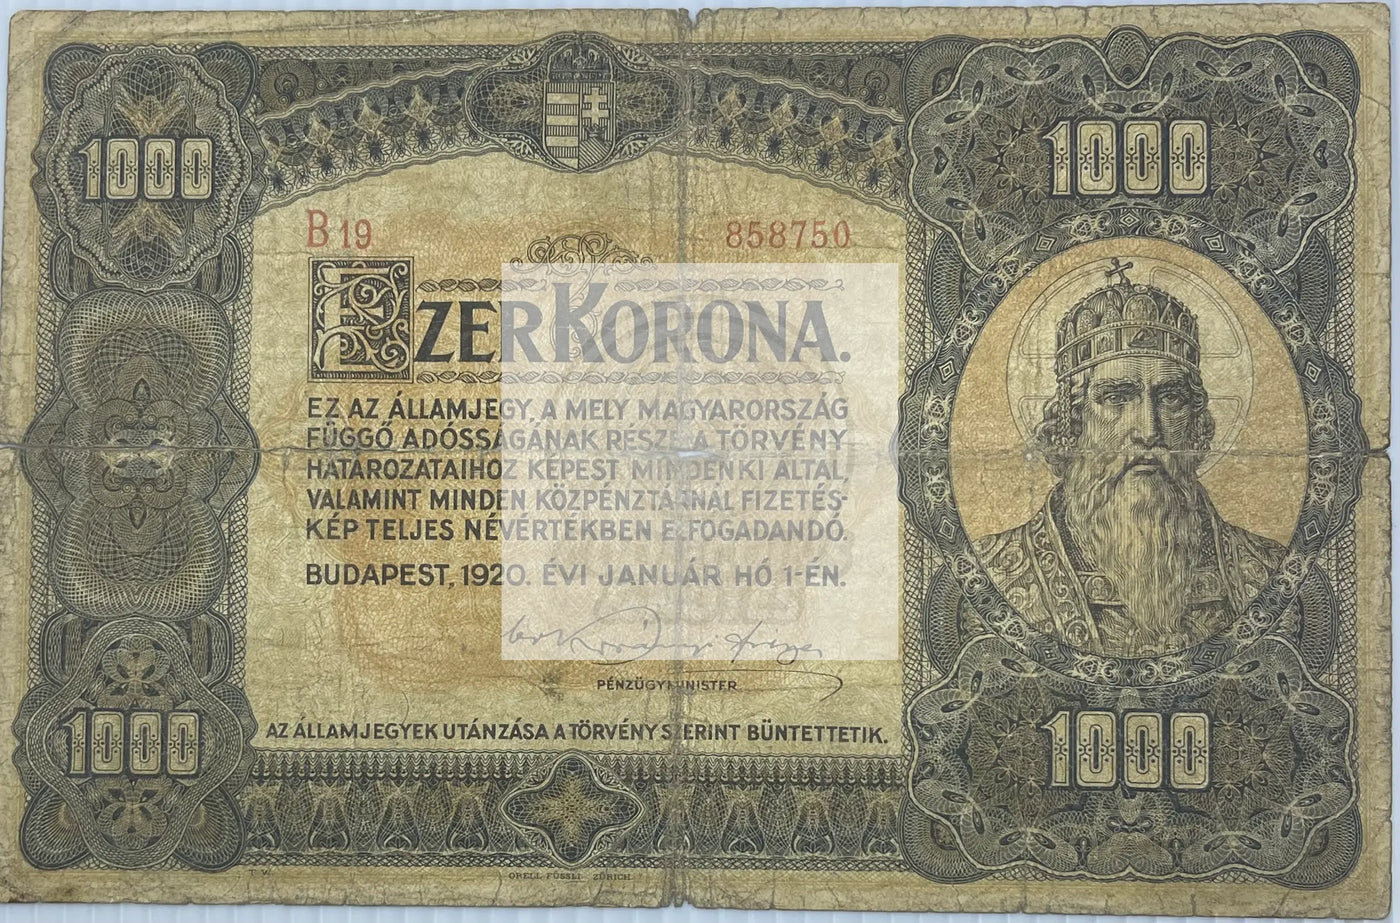 1000 1000
B 19 858750
EZER KORONA.
EZ AZ ÁLLAMJEGY, A MELY MAGYARORSZÁG
FÜGGŐ ADÓSSÁGÁNAK RÉSZE, A TÖRVÉNY
HATÁROZATAIHOZ KÉPEST MINDENKI ÁLTAL,
VALAMINT MINDEN KÖZPÉNZTÁRNÁL FIZETÉS-
KÉP TELJES NÉVÉRTÉKBEN ELFOGADANDÓ.
BUDAPEST, 1920. ÉVI JANUÁR HÓ 1-ÉN.
PÉNZÜGYMINISTER
AZ ÁLLAMJEGYEK UTÁNZÁSA A TÖRVÉNY SZERINT BÜNTETTETIK.
1000 1000
ORELL FÜSSLI ZÜRICH